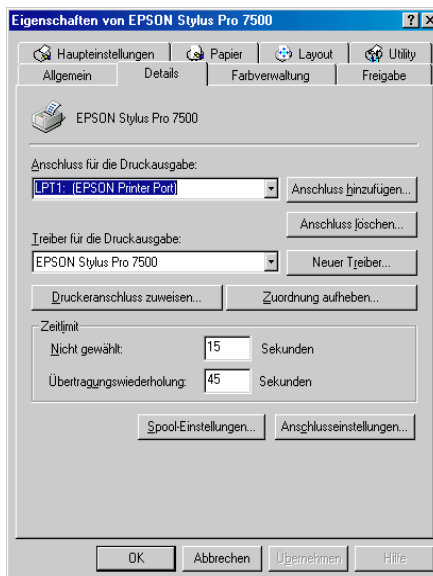 Eigenschaften von EPSON Stylus Pro 7500
Haupteinstellungen Papier Layout Utility
Allgemein Details Farbverwaltung Freigabe
EPSON Stylus Pro 7500
Anschluss für die Druckausgabe:
LPT1: (EPSON Printer Port) Anschluss hinzufügen...
Anschluss löschen...
Treiber für die Druckausgabe:
EPSON Stylus Pro 7500 Neuer Treiber...
Druckeranschluss zuweisen... Zuordnung aufheben...
Zeitlimit
Nicht gewählt: 15 Sekunden
Übertragungswiederholung: 45 Sekunden
Spool-Einstellungen... Anschlusseinstellungen...
OK Abbrechen Übernehmen Hilfe